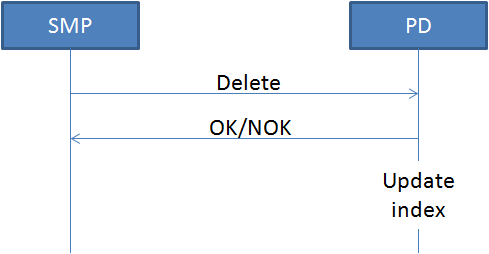 SMP
PD
Delete
OK/NOK
Update
index